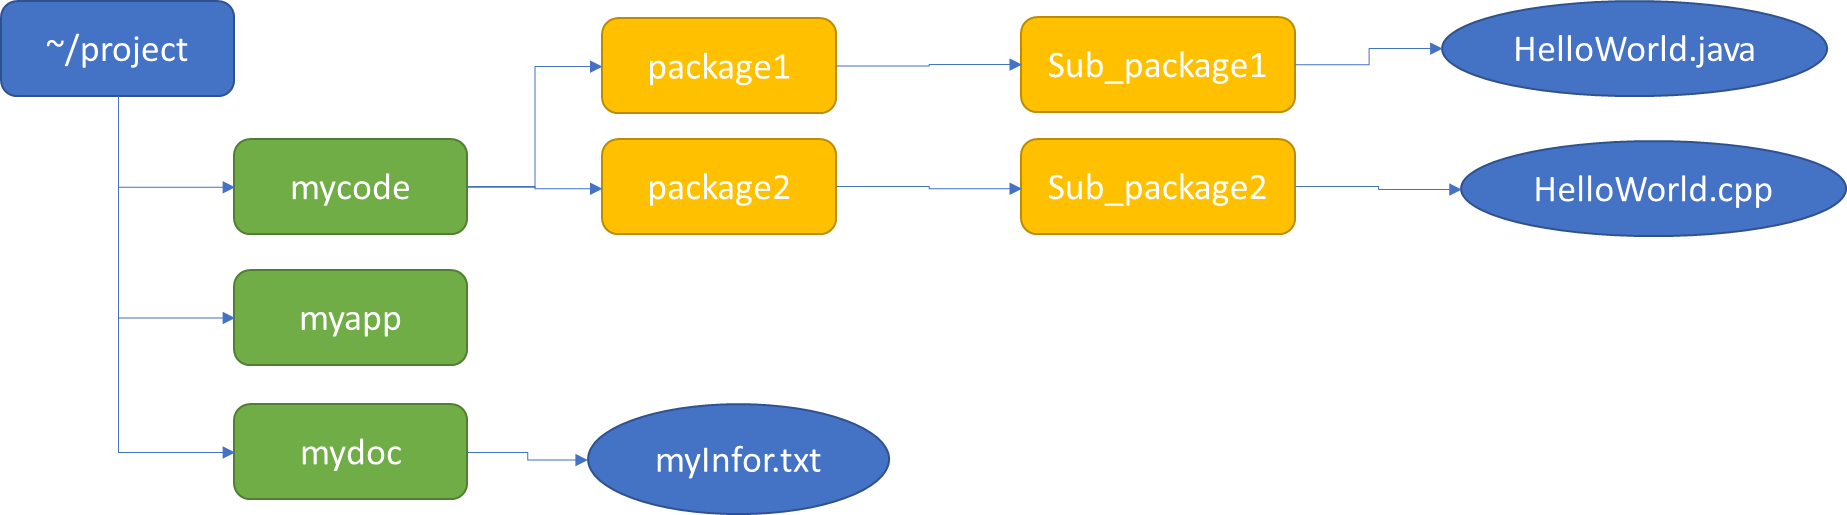 ~/project
package1
Sub_package1
HelloWorld.java
mycode
package2
Sub_package2
HelloWorld.cpp
myapp
mydoc
myInfor.txt